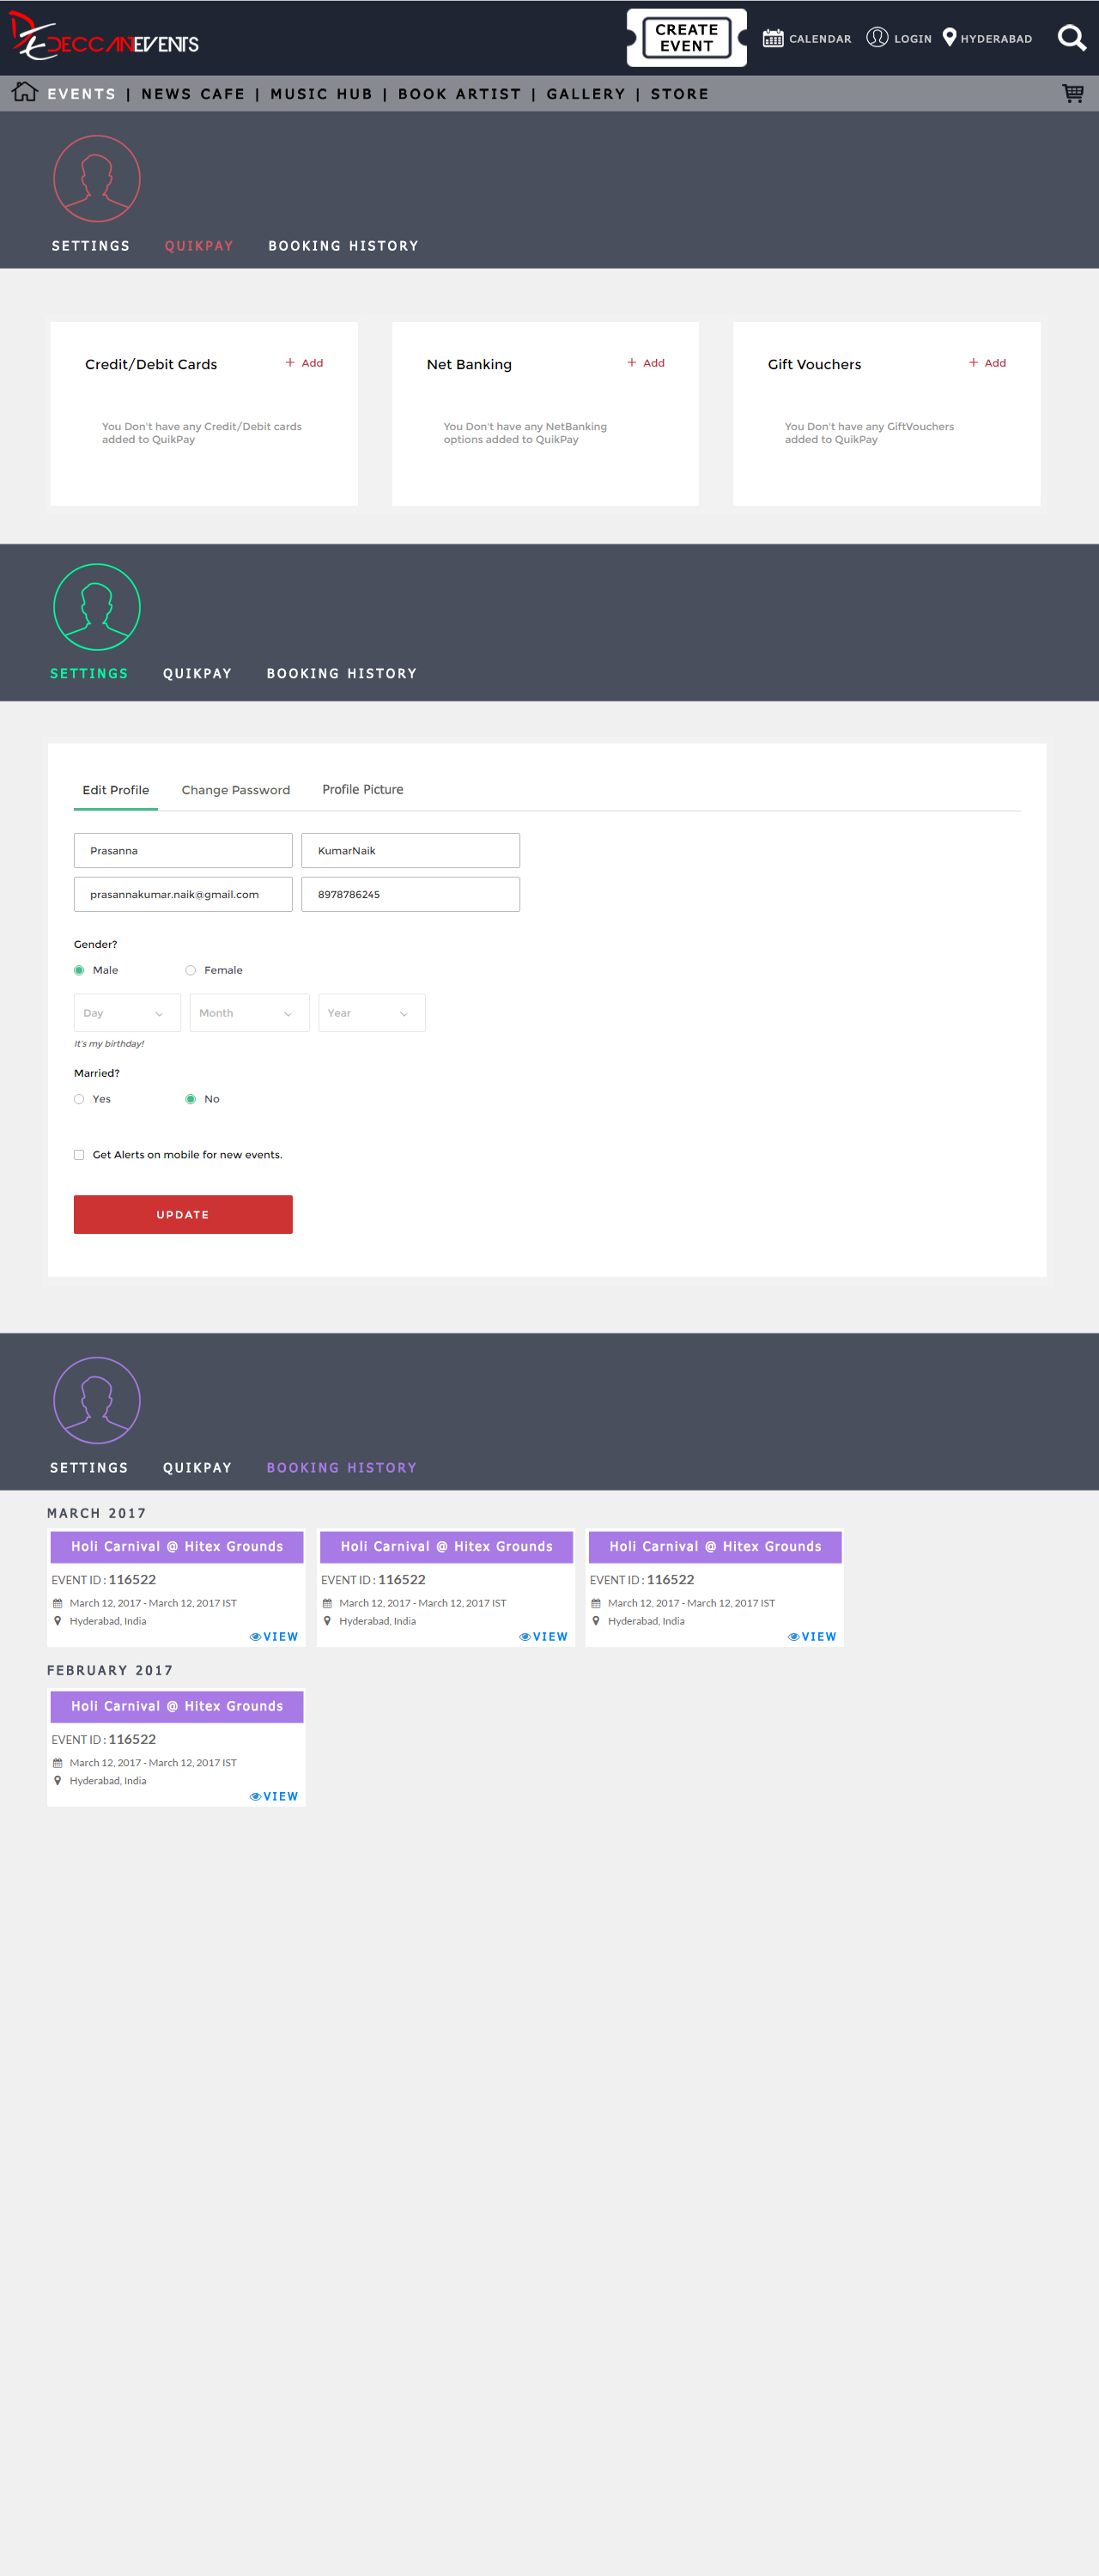 DECCANEVENTS
CREATE
EVENT
CALENDAR
LOGIN
HYDERABAD
EVENTS | NEWS CAFE | MUSIC HUB | BOOK ARTIST | GALLERY | STORE
SETTINGS QUIKPAY BOOKING HISTORY
Credit/Debit Cards + Add
You Don't have any Credit/Debit cards
added to QuikPay
Net Banking + Add
You Don't have any NetBanking
options added to QuikPay
Gift Vouchers + Add
You Don't have any GiftVouchers
added to QuikPay
SETTINGS QUIKPAY BOOKING HISTORY
Edit Profile Change Password Profile Picture
Prasanna KumarNaik
prasannakumar.naik@gmail.com 8978786245
Gender?
Male Female
Day Month Year
It's my birthday!
Married?
Yes No
Get Alerts on mobile for new events.
UPDATE
SETTINGS QUIKPAY BOOKING HISTORY
MARCH 2017
Holi Carnival @ Hitex Grounds
EVENT ID : 116522
March 12, 2017 - March 12, 2017 IST
Hyderabad, India
VIEW
Holi Carnival @ Hitex Grounds
EVENT ID : 116522
March 12, 2017 - March 12, 2017 IST
Hyderabad, India
VIEW
Holi Carnival @ Hitex Grounds
EVENT ID : 116522
March 12, 2017 - March 12, 2017 IST
Hyderabad, India
VIEW
FEBRUARY 2017
Holi Carnival @ Hitex Grounds
EVENT ID : 116522
March 12, 2017 - March 12, 2017 IST
Hyderabad, India
VIEW